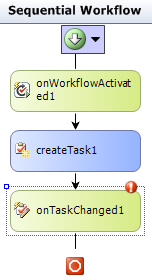 Sequential Workflow
onWorkflowActivat
ed1
createTask1
onTaskChanged1